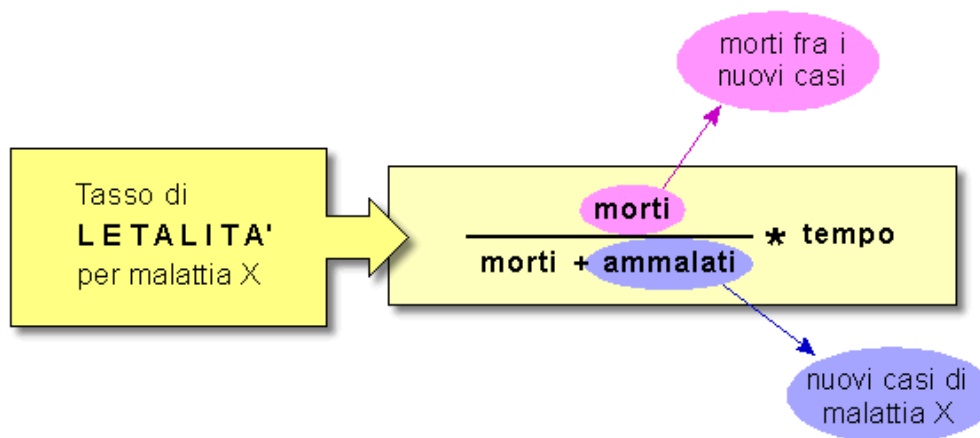 morti fra i
nuovi casi
Tasso di
LETALITA'
per malattia X
morti
morti + ammalati
* tempo
nuovi casi di
malattia X